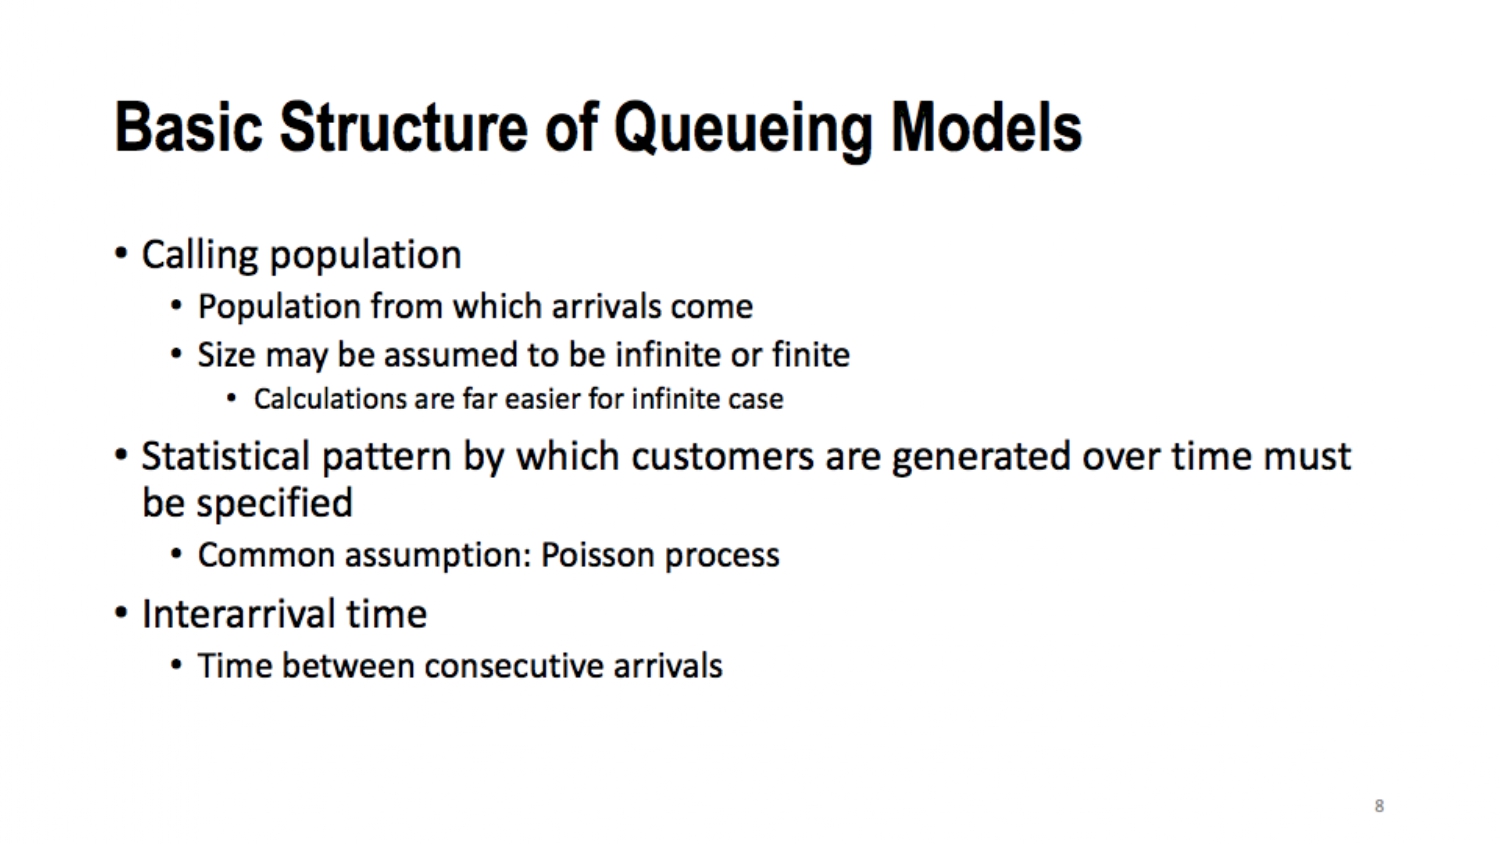 Basic Structure of Queueing Models
• Calling population
• Population from which arrivals come
• Size may be assumed to be infinite or finite
• Calculations are far easier for infinite case
• Statistical pattern by which customers are generated over time must
be specified
• Common assumption: Poisson process
• Interarrival time
• Time between consecutive arrivals
8